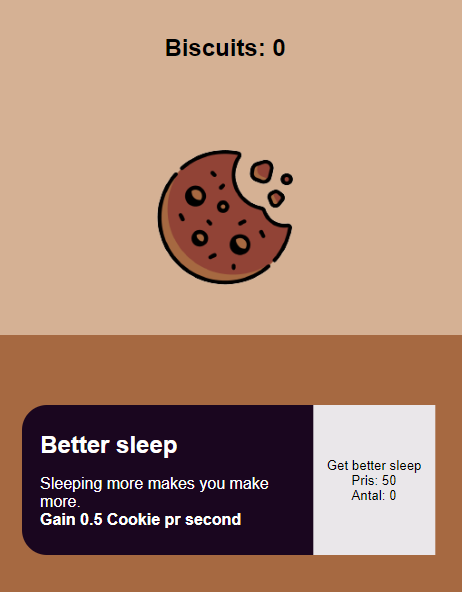 Biscuits: 0
Better sleep
Sleeping more makes you make
more.
Gain 0.5 Cookie pr second
Get better sleep
Pris: 50
Antal: 0